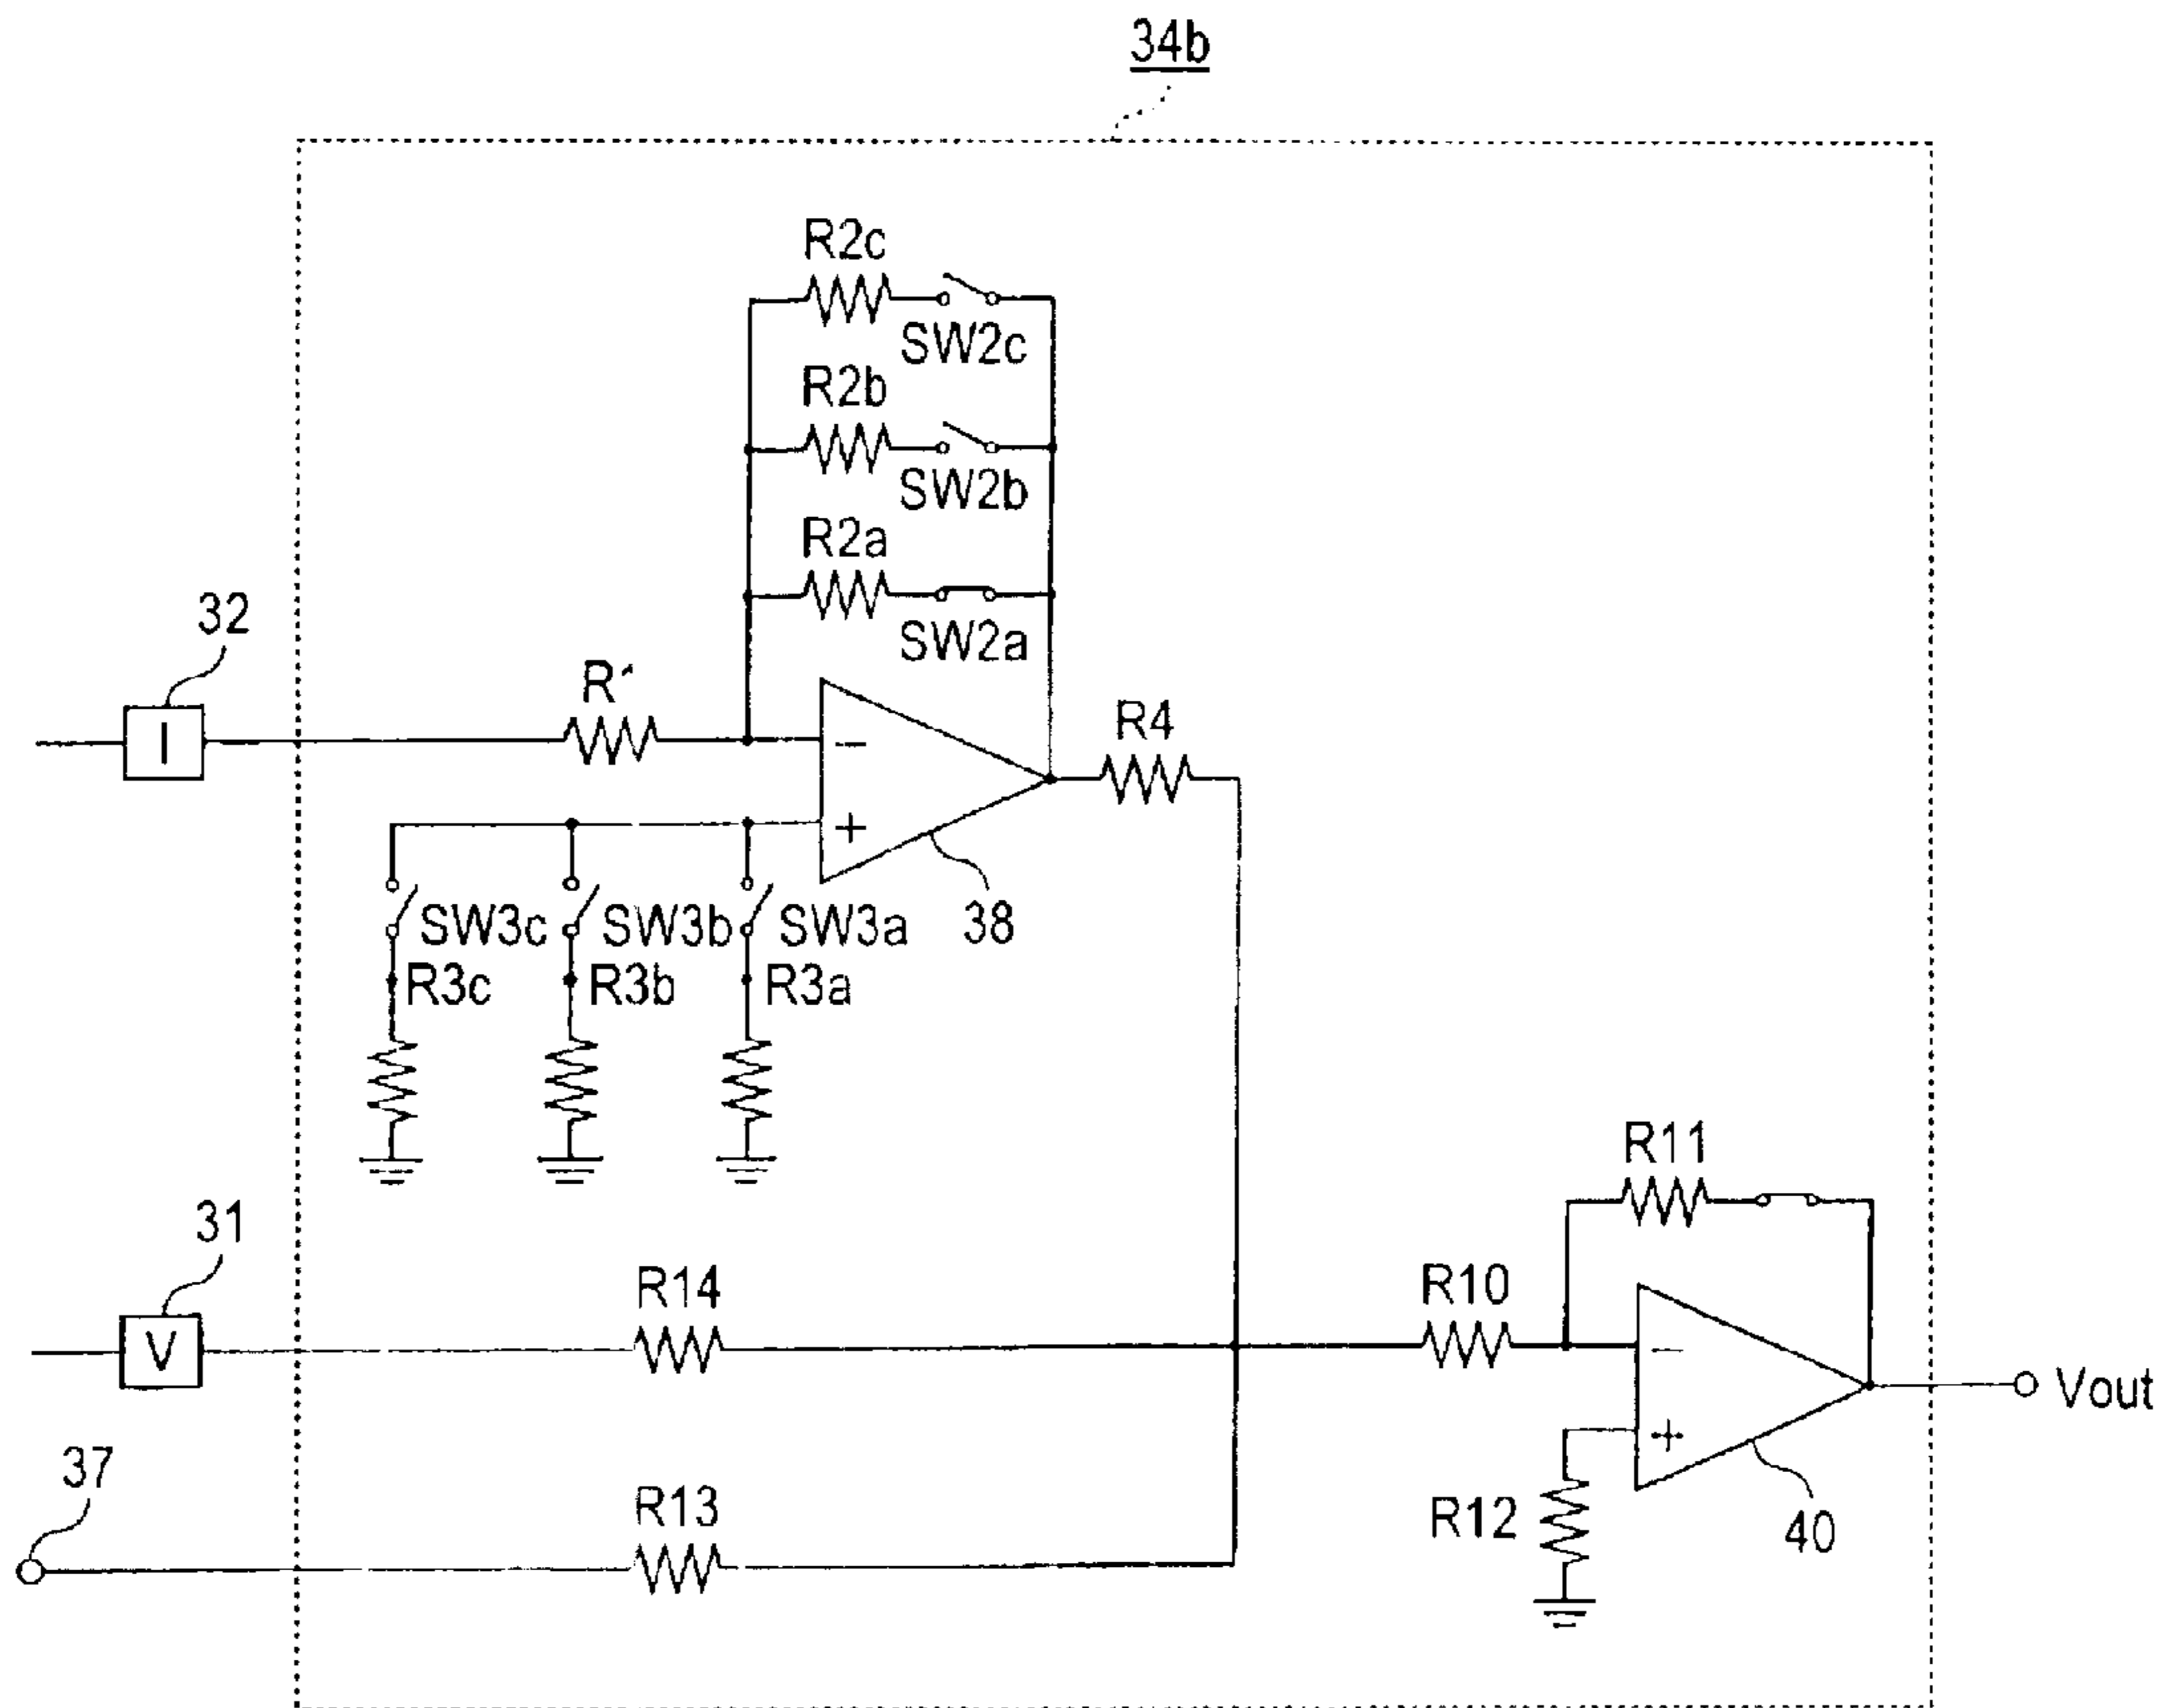 34b
R2c
SW2c
R2b
SW2b
R2a
SW2a
32
I
R1
R4
−
+
38
SW3c
SW3b
SW3a
R3c
R3b
R3a
31
V
R14
R11
R10
−
+
Vout
37
R13
R12
40